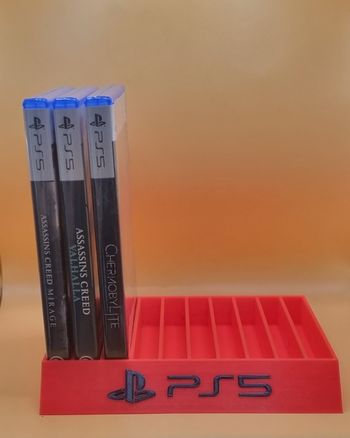 PS5
ASSASSINS CREED MIRAGE
PS5
ASSASSINS CREED
VALHALLA
PS5
CHERNOBYLITE
PS5